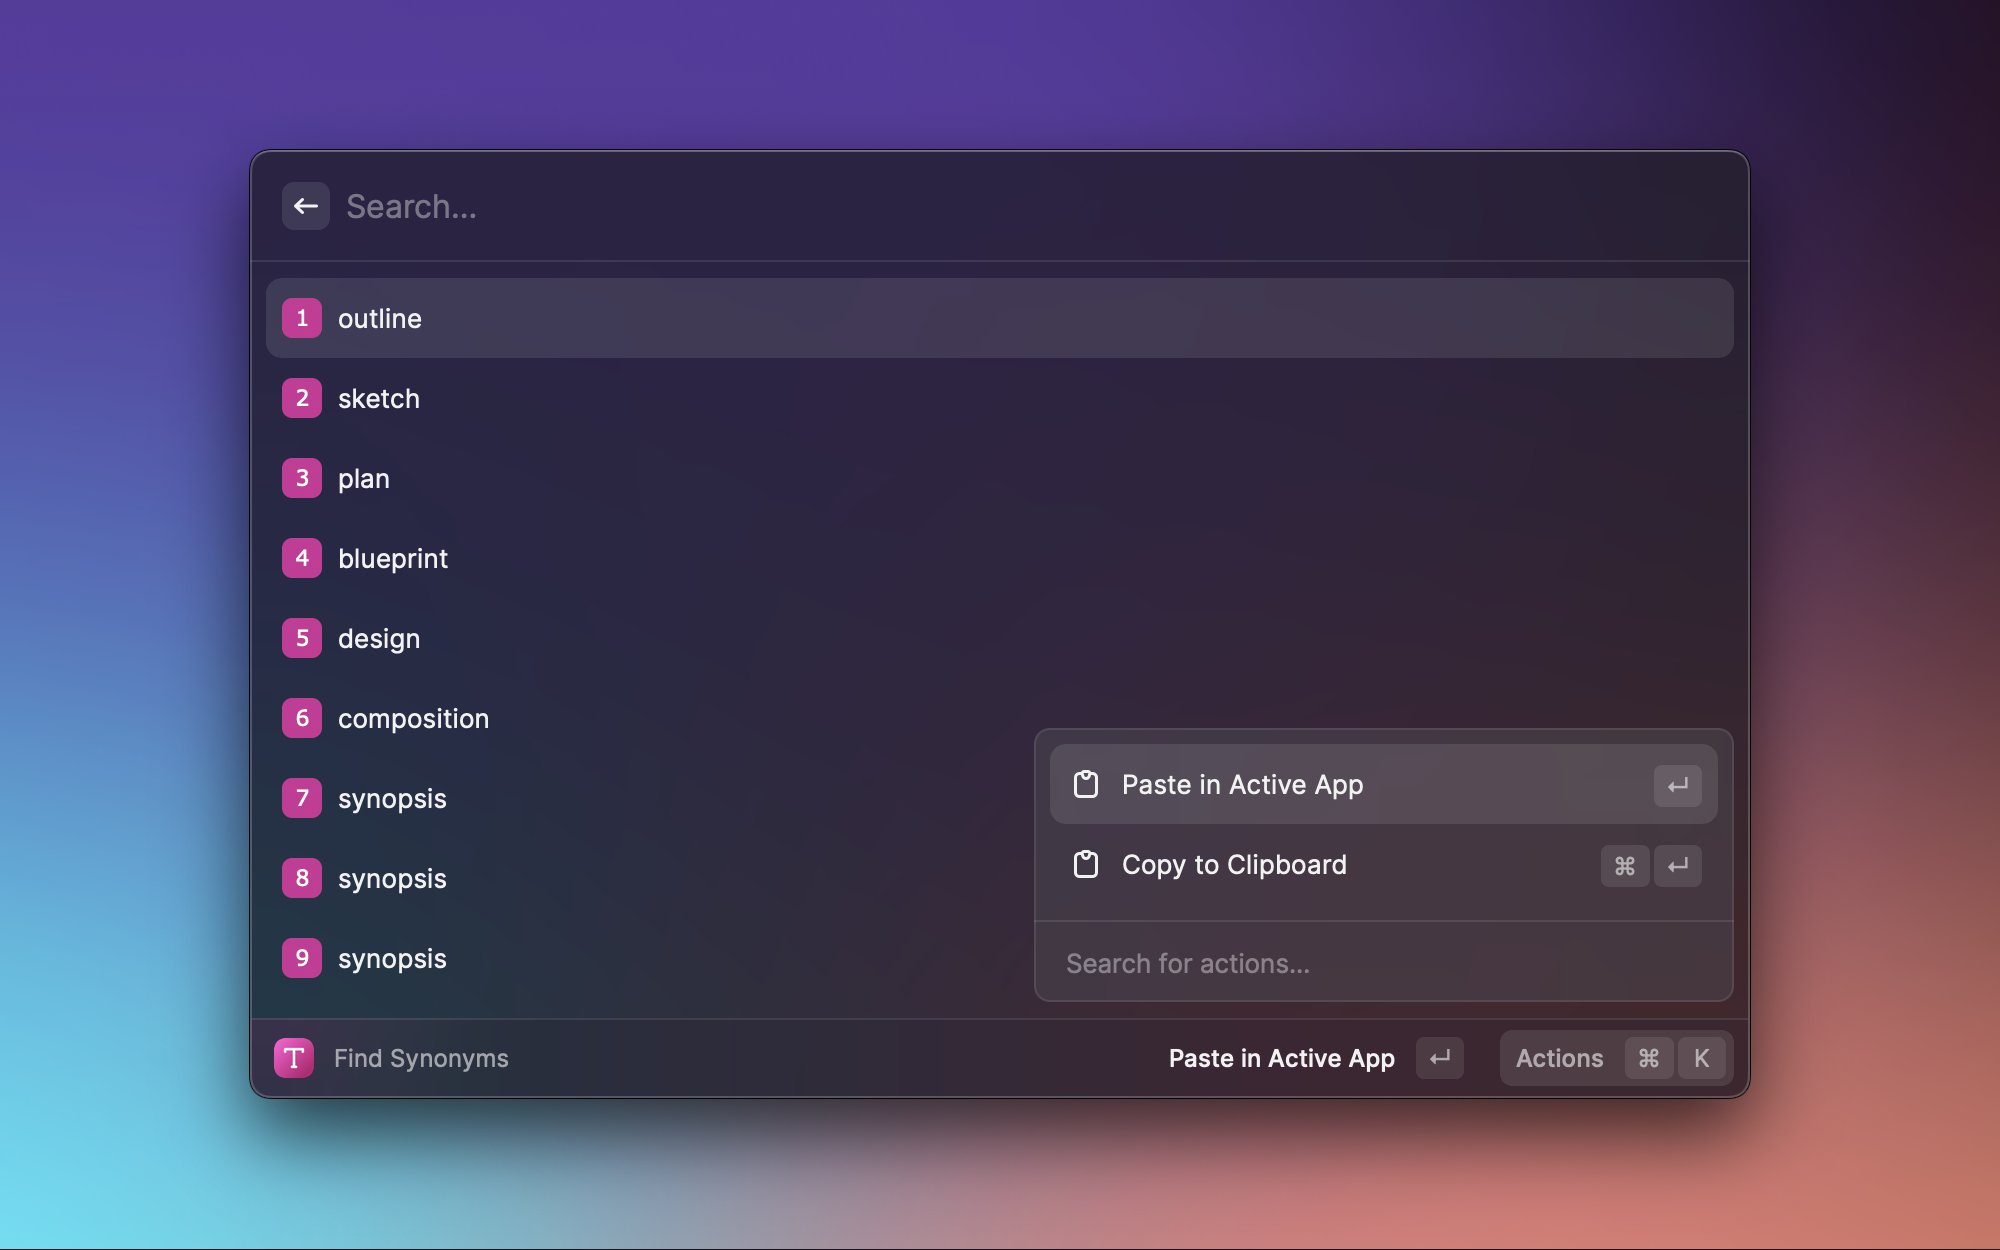 Search...
1 outline
2 sketch
3 plan
4 blueprint
5 design
6 composition
7 synopsis
8 synopsis
9 synopsis
Paste in Active App ↵
Copy to Clipboard ⌘ ↵
Search for actions...
T Find Synonyms
Paste in Active App ↵ Actions ⌘ K